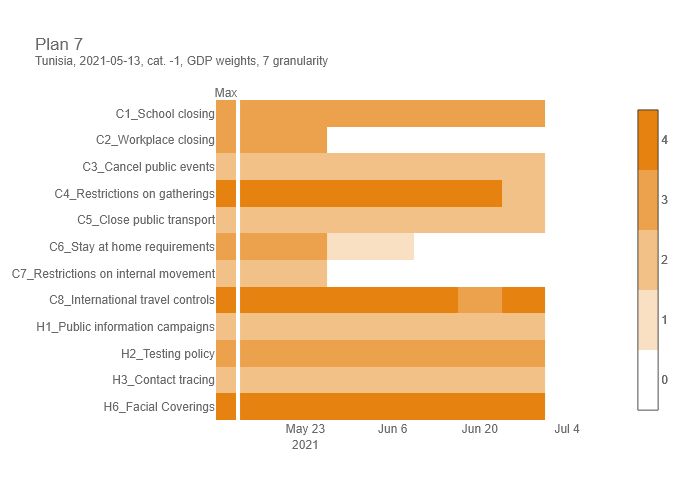 Plan 7
Tunisia, 2021-05-13, cat. -1, GDP weights, 7 granularity
Max
C1_School closing
C2_Workplace closing
C3_Cancel public events
C4_Restrictions on gatherings
C5_Close public transport
C6_Stay at home requirements
C7_Restrictions on internal movement
C8_International travel controls
H1_Public information campaigns
H2_Testing policy
H3_Contact tracing
H6_Facial Coverings
May 23 Jun 6 Jun 20 Jul 4
2021
4
3
2
1
0